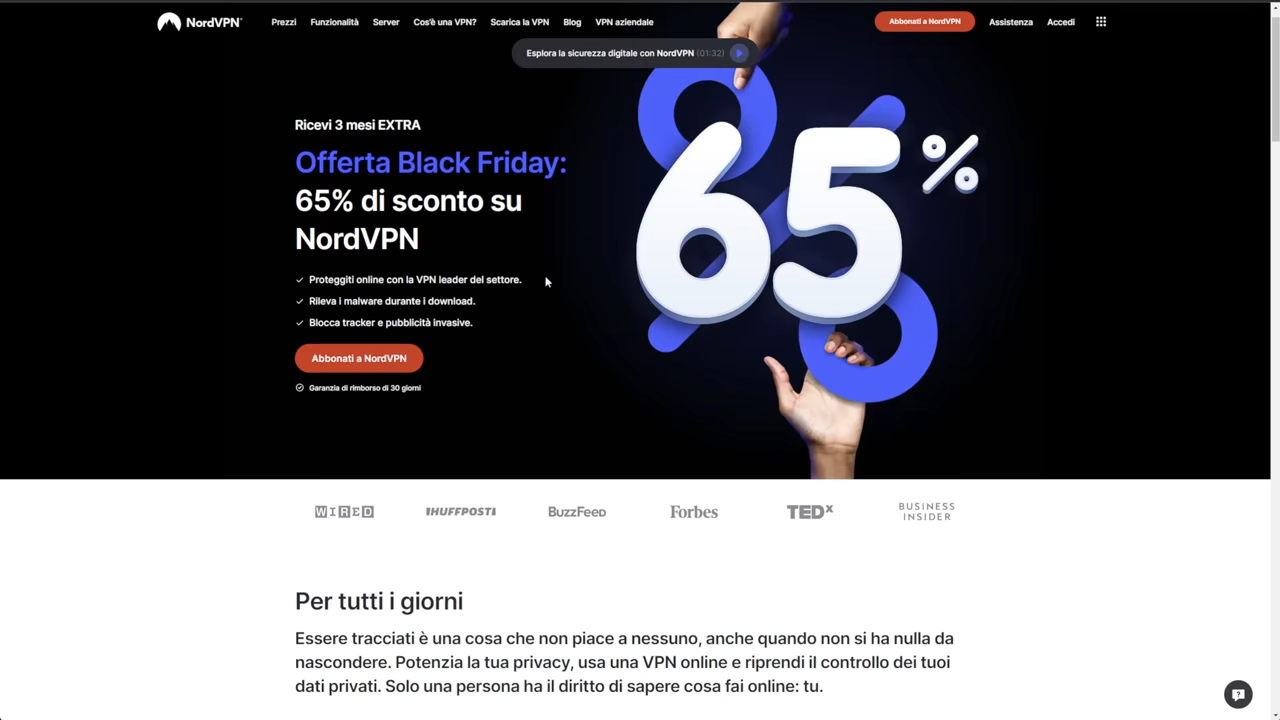 NordVPN®
Prezzi
Funzionalità
Server
Cos'è una VPN?
Scarica la VPN
Blog
VPN aziendale
Abbonati a NordVPN
Assistenza
Accedi
Esplora la sicurezza digitale con NordVPN (01:32)
Ricevi 3 mesi EXTRA
Offerta Black Friday:
65% di sconto su
NordVPN
Proteggiti online con la VPN leader del settore.
Rileva i malware durante i download.
Blocca tracker e pubblicità invasive.
Abbonati a NordVPN
Garanzia di rimborso di 30 giorni
65%
WIRED
IHUFFPOSTI
BuzzFeed
Forbes
TEDx
BUSINESS
INSIDER
Per tutti i giorni
Essere tracciati è una cosa che non piace a nessuno, anche quando non si ha nulla da
nascondere. Potenzia la tua privacy, usa una VPN online e riprendi il controllo dei tuoi
dati privati. Solo una persona ha il diritto di sapere cosa fai online: tu.